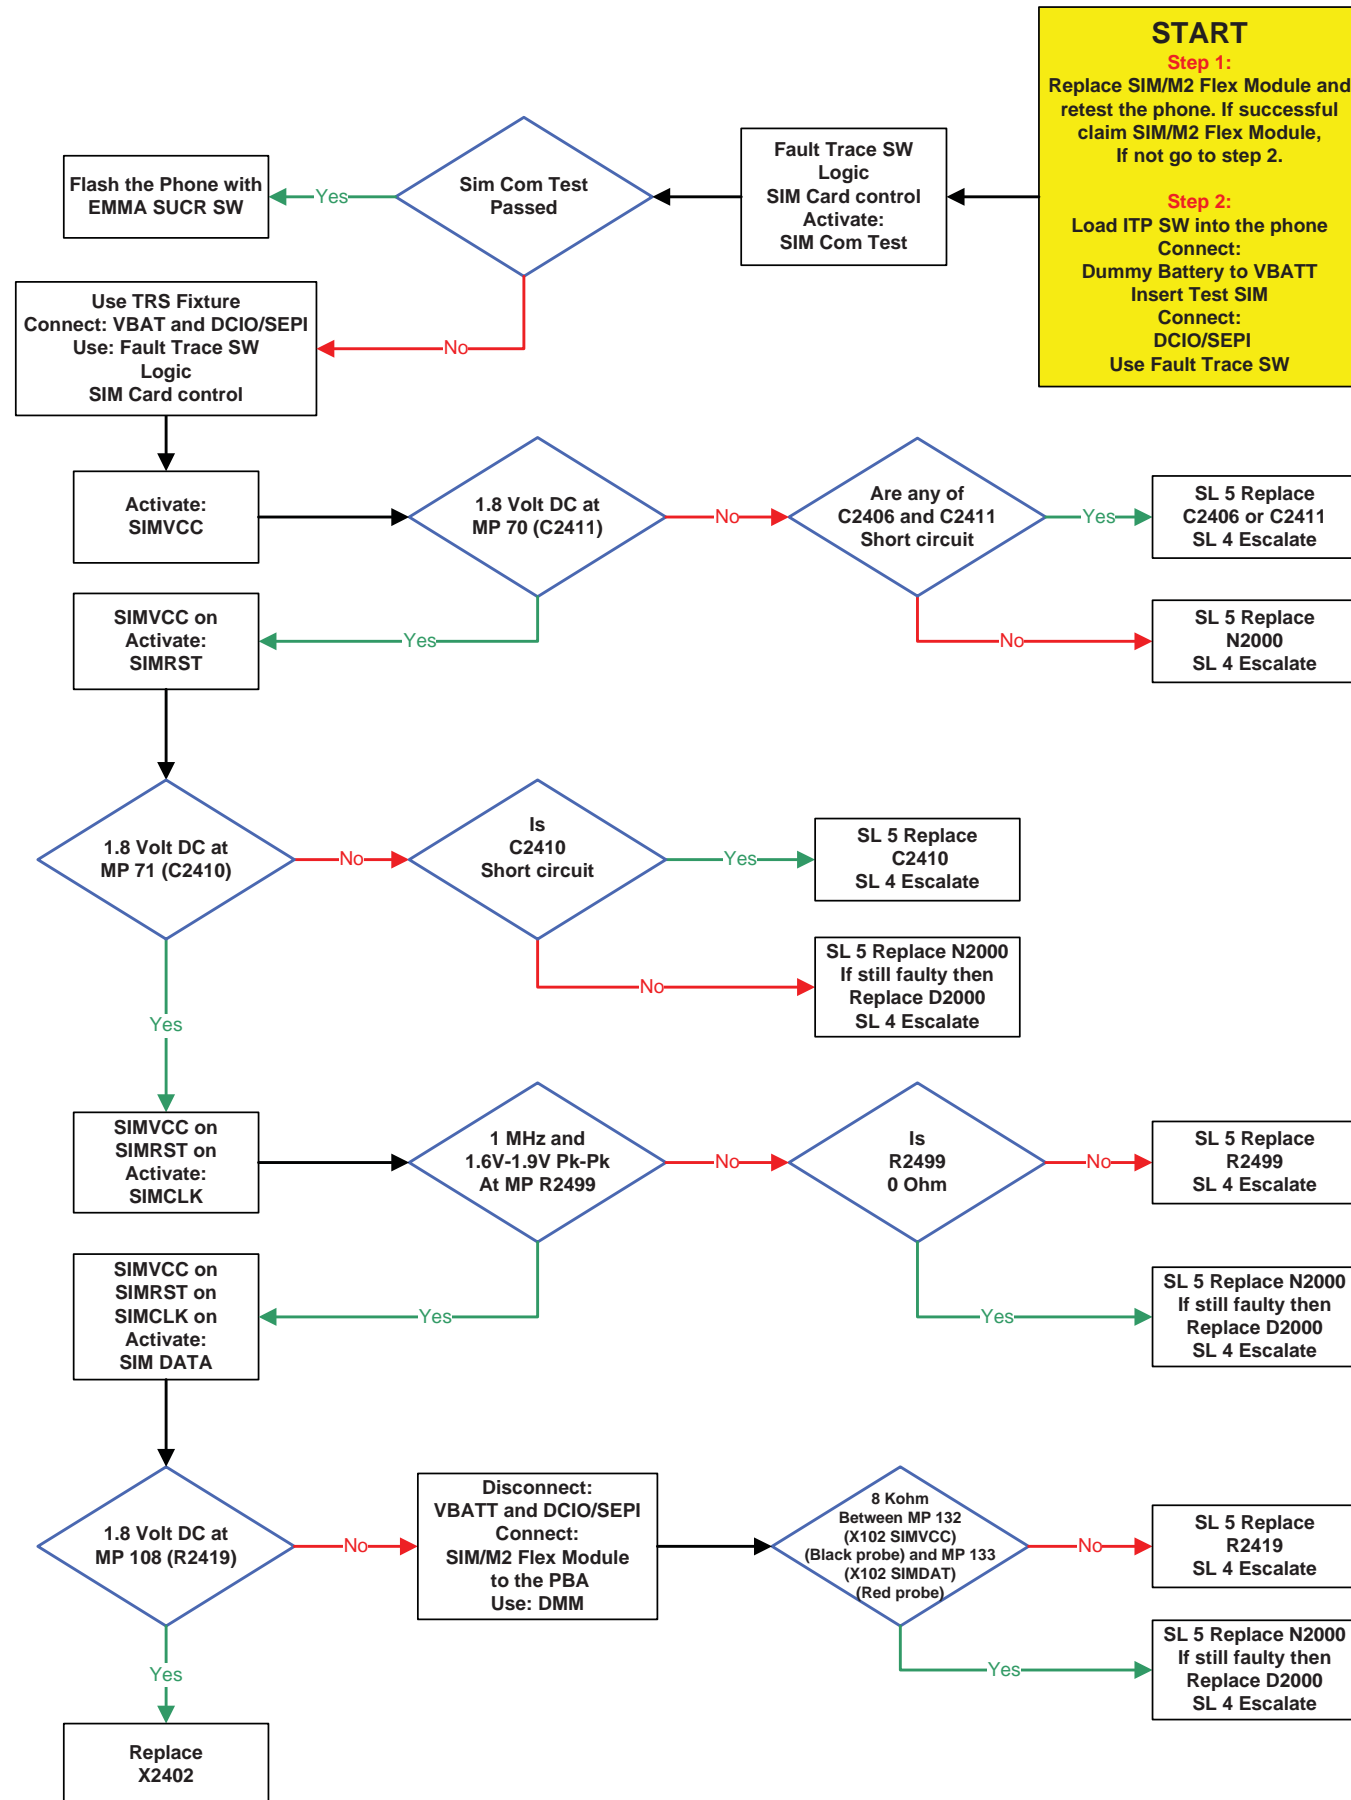 START
Step 1:
Replace SIM/M2 Flex Module and
retest the phone. If successful
claim SIM/M2 Flex Module,
If not go to step 2.
Step 2:
Load ITP SW into the phone
Connect:
Dummy Battery to VBATT
Insert Test SIM
Connect:
DCIO/SEPI
Use Fault Trace SW
Fault Trace SW
Logic
SIM Card control
Activate:
SIM Com Test
Sim Com Test
Passed
Yes
Flash the Phone with
EMMA SUCR SW
No
Use TRS Fixture
Connect: VBAT and DCIO/SEPI
Use: Fault Trace SW
Logic
SIM Card control
Activate:
SIMVCC
1.8 Volt DC at
MP 70 (C2411)
No
Are any of
C2406 and C2411
Short circuit
Yes
SL 5 Replace
C2406 or C2411
SL 4 Escalate
No
SL 5 Replace
N2000
SL 4 Escalate
Yes
SIMVCC on
Activate:
SIMRST
1.8 Volt DC at
MP 71 (C2410)
No
Is
C2410
Short circuit
Yes
SL 5 Replace
C2410
SL 4 Escalate
No
SL 5 Replace N2000
If still faulty then
Replace D2000
SL 4 Escalate
Yes
SIMVCC on
SIMRST on
Activate:
SIMCLK
1 MHz and
1.6V-1.9V Pk-Pk
At MP R2499
No
Is
R2499
0 Ohm
No
SL 5 Replace
R2499
SL 4 Escalate
Yes
SL 5 Replace N2000
If still faulty then
Replace D2000
SL 4 Escalate
Yes
SIMVCC on
SIMRST on
SIMCLK on
Activate:
SIM DATA
1.8 Volt DC at
MP 108 (R2419)
No
Disconnect:
VBATT and DCIO/SEPI
Connect:
SIM/M2 Flex Module
to the PBA
Use: DMM
8 Kohm
Between MP 132
(X102 SIMVCC)
(Black probe) and MP 133
(X102 SIMDAT)
(Red probe)
No
SL 5 Replace
R2419
SL 4 Escalate
Yes
SL 5 Replace N2000
If still faulty then
Replace D2000
SL 4 Escalate
Yes
Replace
X2402